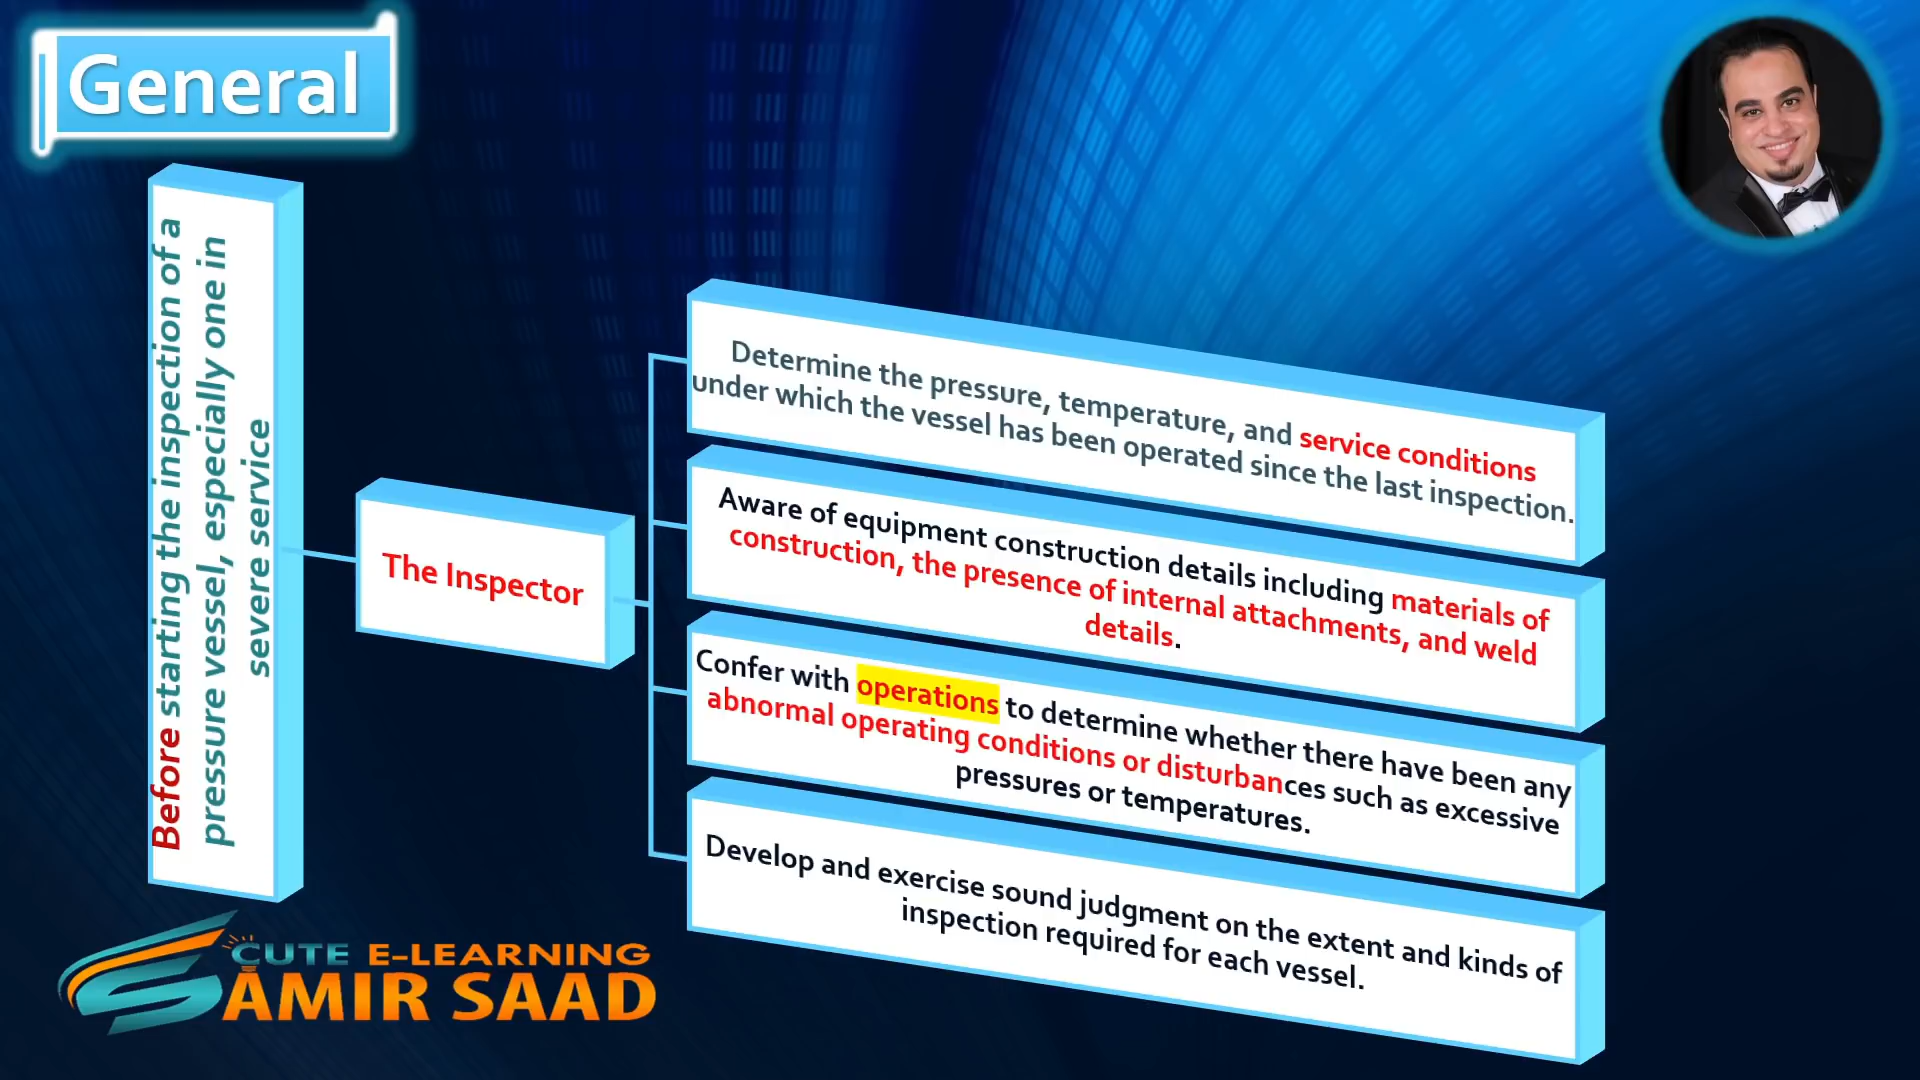 General
Before starting the inspection of a
pressure vessel, especially one in
severe service
The Inspector
Determine the pressure, temperature, and service conditions
under which the vessel has been operated since the last inspection.
Aware of equipment construction details including materials of
construction, the presence of internal attachments, and weld
details.
Confer with operations to determine whether there have been any
abnormal operating conditions or disturbances such as excessive
pressures or temperatures.
Develop and exercise sound judgment on the extent and kinds of
inspection required for each vessel.
CUTE E-LEARNING
AMIR SAAD